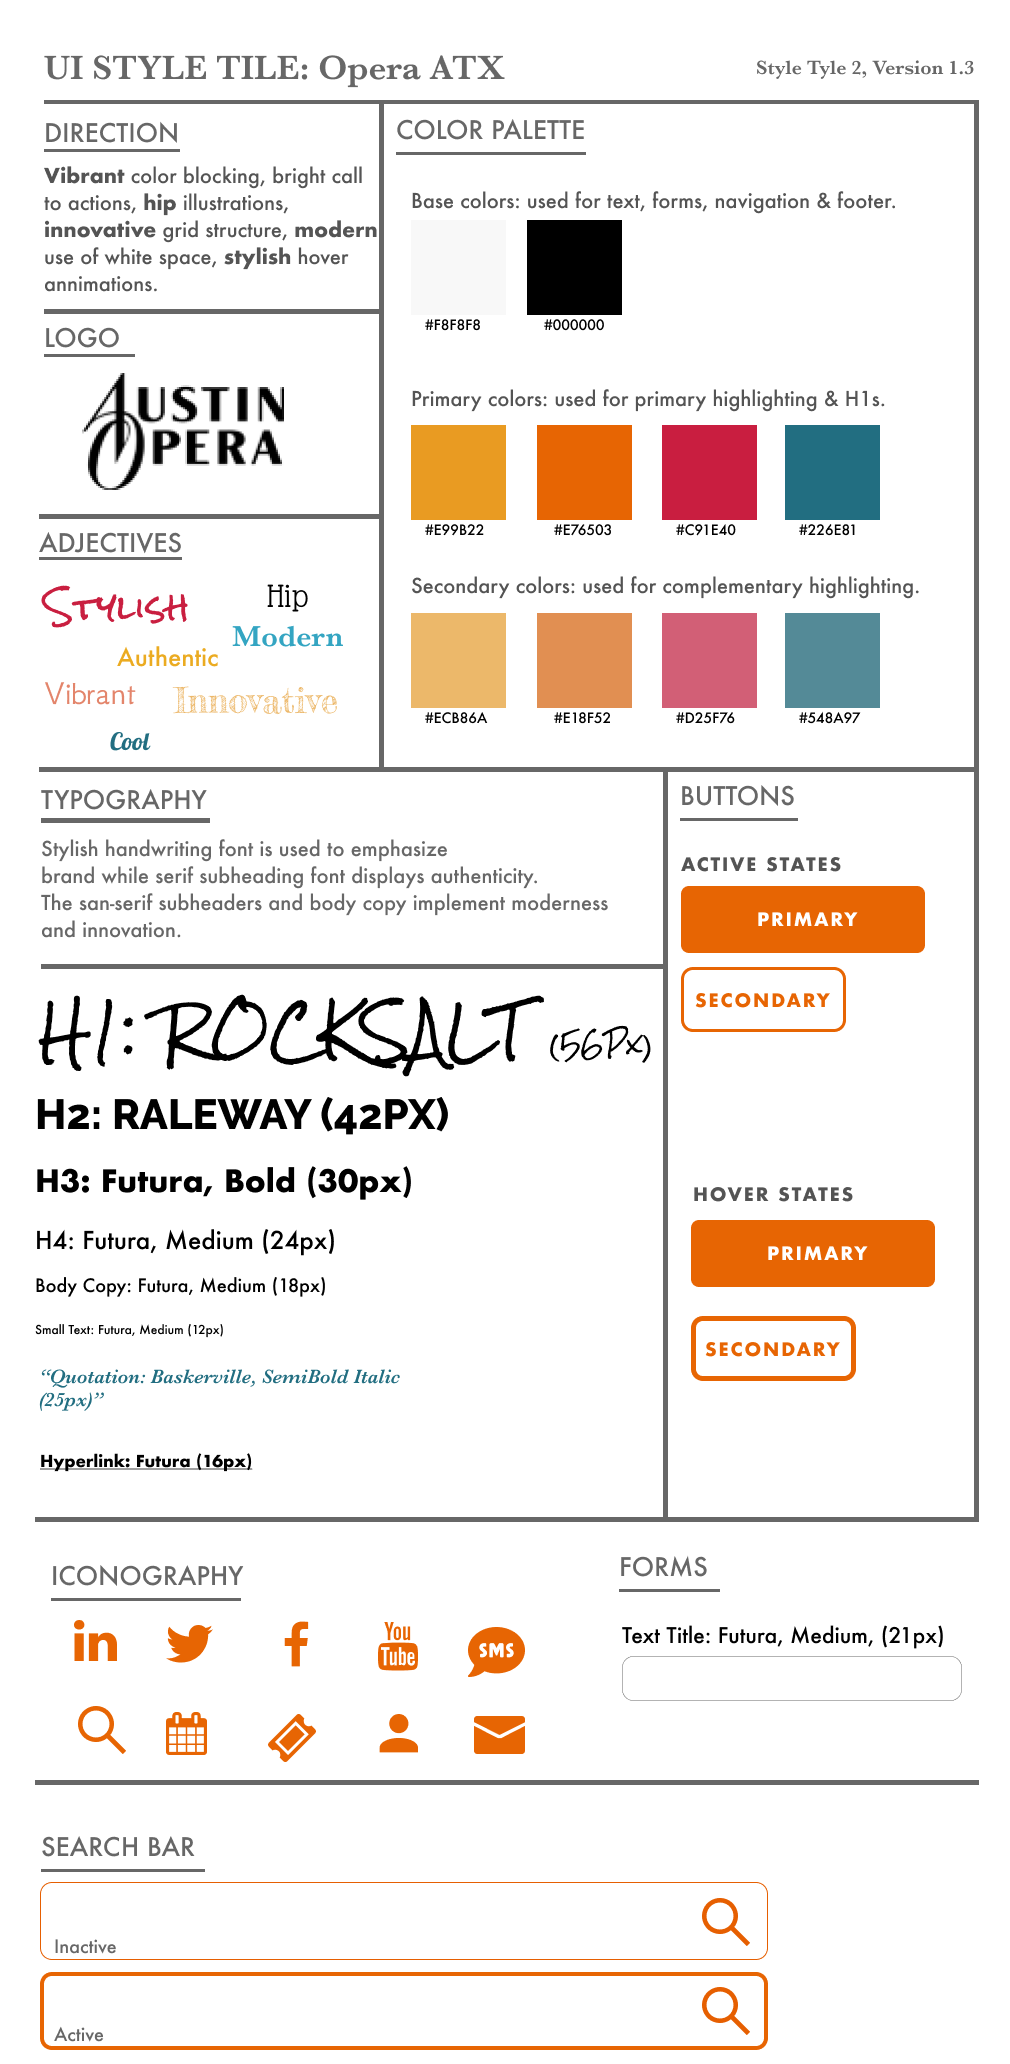 UI STYLE TILE: Opera ATX
Style Tyle 2, Version 1.3
DIRECTION
Vibrant color blocking, bright call
to actions, hip illustrations,
innovative grid structure, modern
use of white space, stylish hover
annimations.
LOGO
AUSTIN
OPERA
ADJECTIVES
Stylish
Hip
Modern
Authentic
Vibrant
Innovative
Cool
COLOR PALETTE
Base colors: used for text, forms, navigation & footer.
#F8F8F8
#000000
Primary colors: used for primary highlighting & H1s.
#E99B22
#E76503
#C91E40
#226E81
Secondary colors: used for complementary highlighting.
#ECB86A
#E18F52
#D25F76
#548A97
TYPOGRAPHY
Stylish handwriting font is used to emphasize
brand while serif subheading font displays authenticity.
The san-serif subheaders and body copy implement moderness
and innovation.
H1: ROCKSALT (56Px)
H2: RALEWAY (42PX)
H3: Futura, Bold (30px)
H4: Futura, Medium (24px)
Body Copy: Futura, Medium (18px)
Small Text: Futura, Medium (12px)
“Quotation: Baskerville, SemiBold Italic
(25px)”
Hyperlink: Futura (16px)
BUTTONS
ACTIVE STATES
PRIMARY
SECONDARY
HOVER STATES
PRIMARY
SECONDARY
ICONOGRAPHY
in
f
You
Tube
SMS
FORMS
Text Title: Futura, Medium, (21px)
SEARCH BAR
Inactive
Active